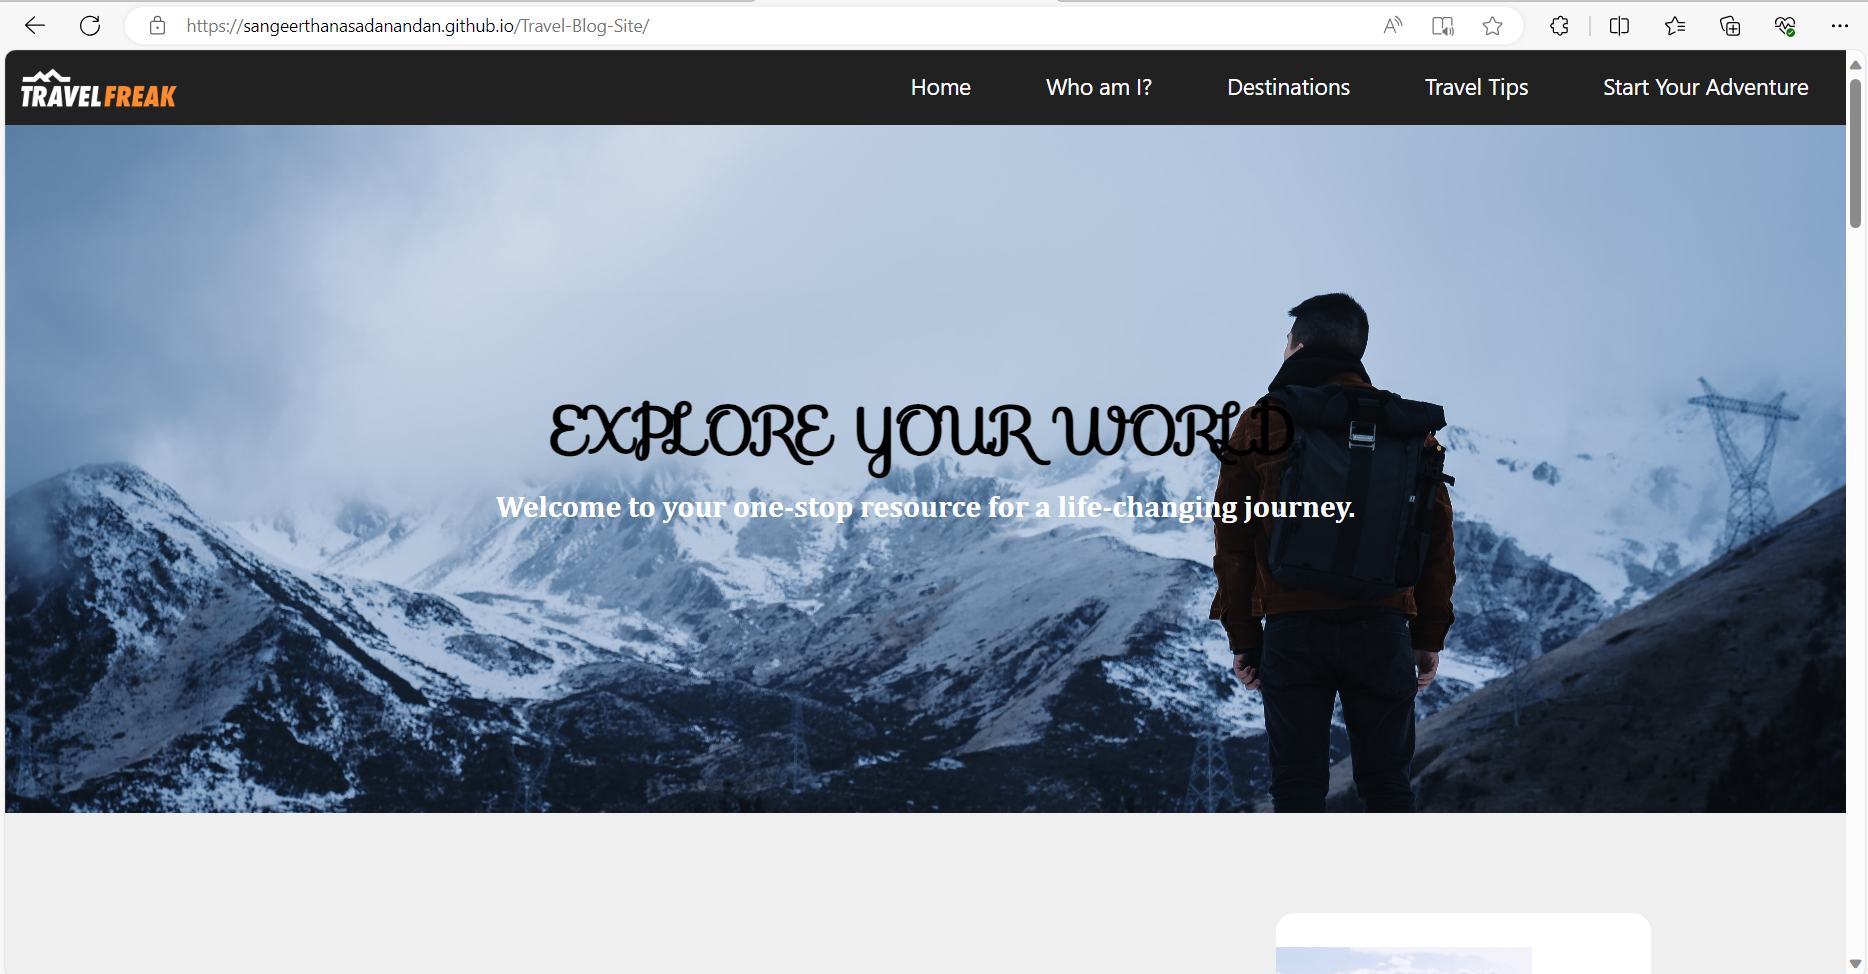 https://sangeerthanasadanandan.github.io/Travel-Blog-Site/
TRAVEL FREAK
Home
Who am I?
Destinations
Travel Tips
Start Your Adventure
EXPLORE YOUR WORLD
Welcome to your one-stop resource for a life-changing journey.